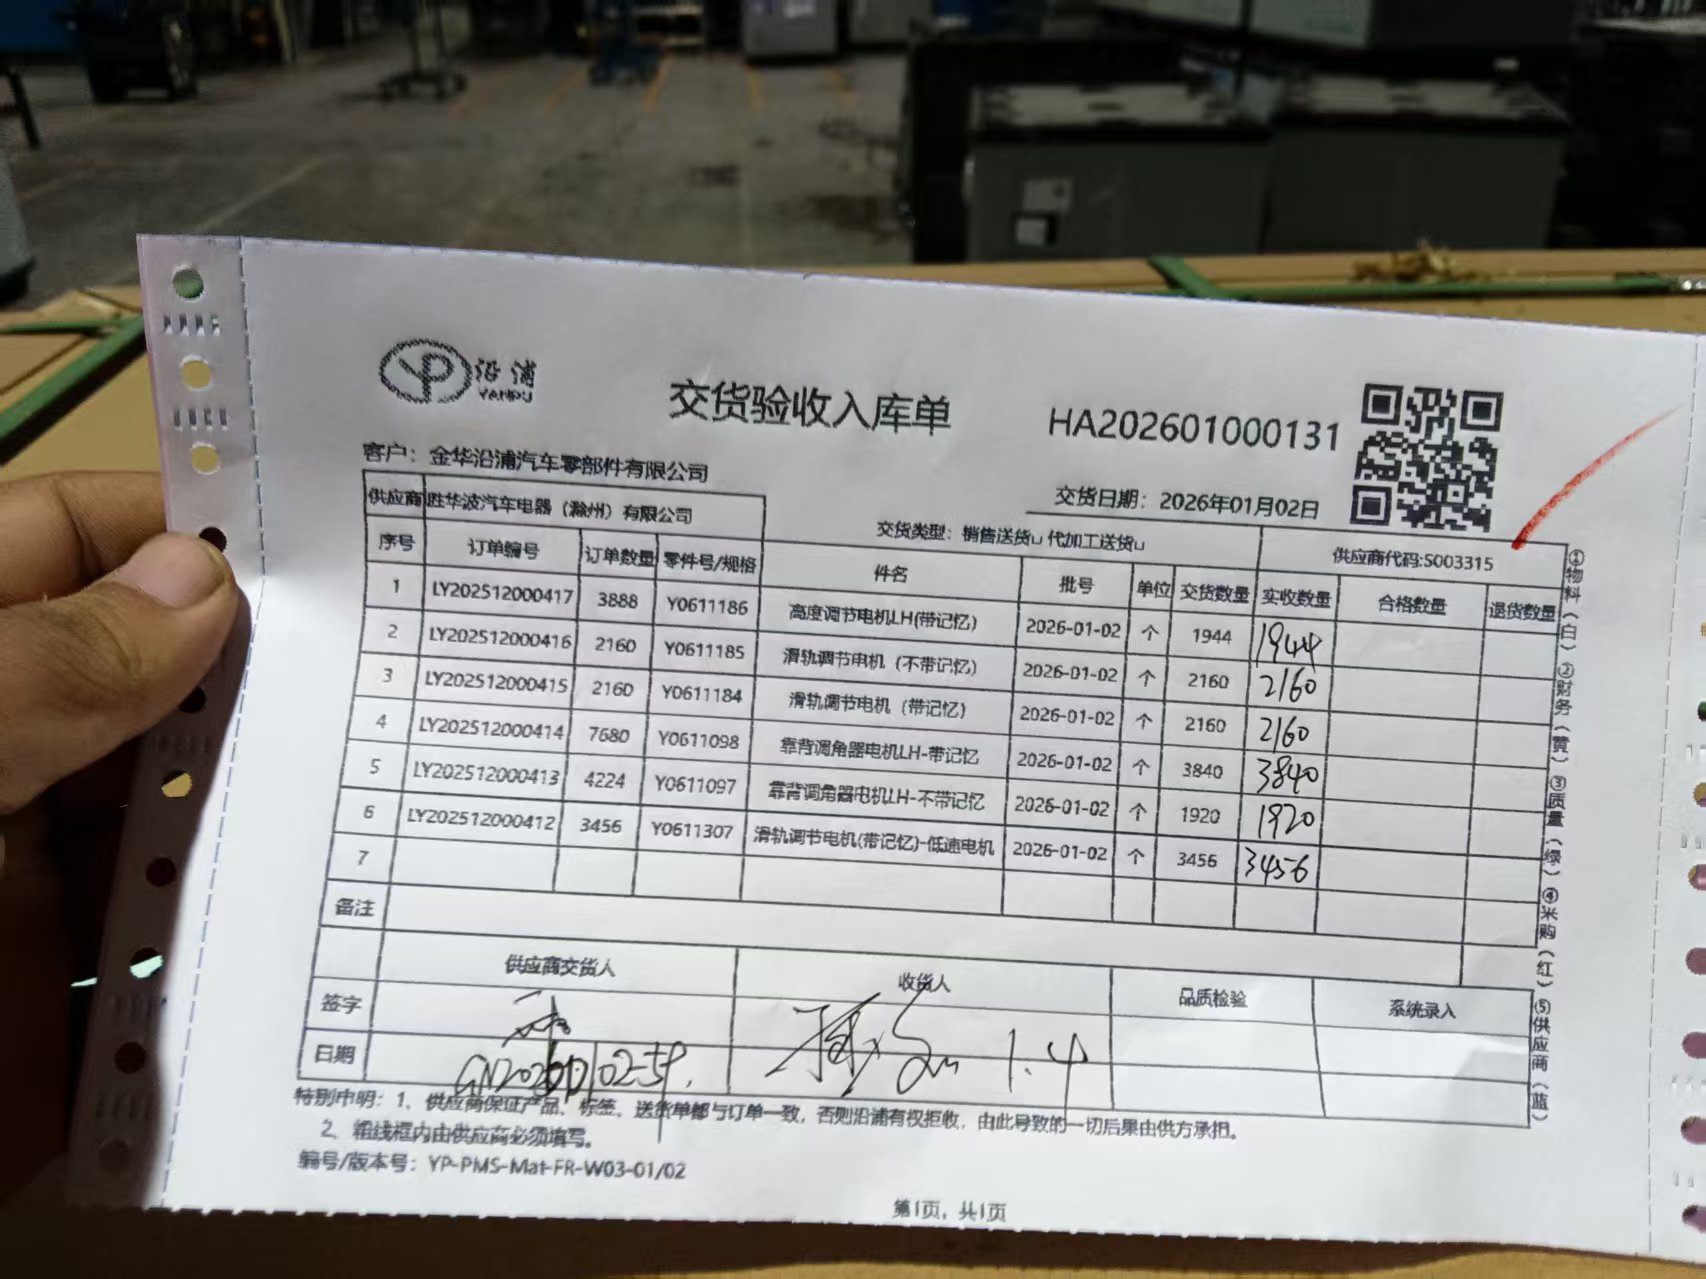 YP 沿浦
YANPU
交货验收入库单
HA202601000131
客户：金华沿浦汽车零部件有限公司
交货日期：2026年01月02日
供应商 胜华波汽车电器（滁州）有限公司
交货类型：销售送货u 代加工送货u
供应商代码:S003315
序号 订单编号 订单数量 零件号/规格 件名 批号 单位 交货数量 实收数量 合格数量 退货数量
1 LY202512000417 3888 Y0611186 高度调节电机LH(带记忆) 2026-01-02 个 1944 1944
2 LY202512000416 2160 Y0611185 滑轨调节电机（不带记忆） 2026-01-02 个 2160 2160
3 LY202512000415 2160 Y0611184 滑轨调节电机（带记忆） 2026-01-02 个 2160 2160
4 LY202512000414 7680 Y0611098 靠背调角器电机LH-带记忆 2026-01-02 个 3840 3840
5 LY202512000413 4224 Y0611097 靠背调角器电机LH-不带记忆 2026-01-02 个 1920 1920
6 LY202512000412 3456 Y0611307 滑轨调节电机(带记忆)-低速电机 2026-01-02 个 3456 3456
7
备注
供应商交货人 收货人 品质检验 系统录入
签字
日期
1.4
特别申明：1、供应商保证产品、标签、送货单都与订单一致，否则沿浦有权拒收，由此导致的一切后果由供方承担。
2、粗线框内由供应商必须填写。
编号/版本号：YP-PMS-Mat-FR-W03-01/02
第1页，共1页
①物料（白）②财务（黄）③质量（绿）④采购（红）⑤供应商（蓝）